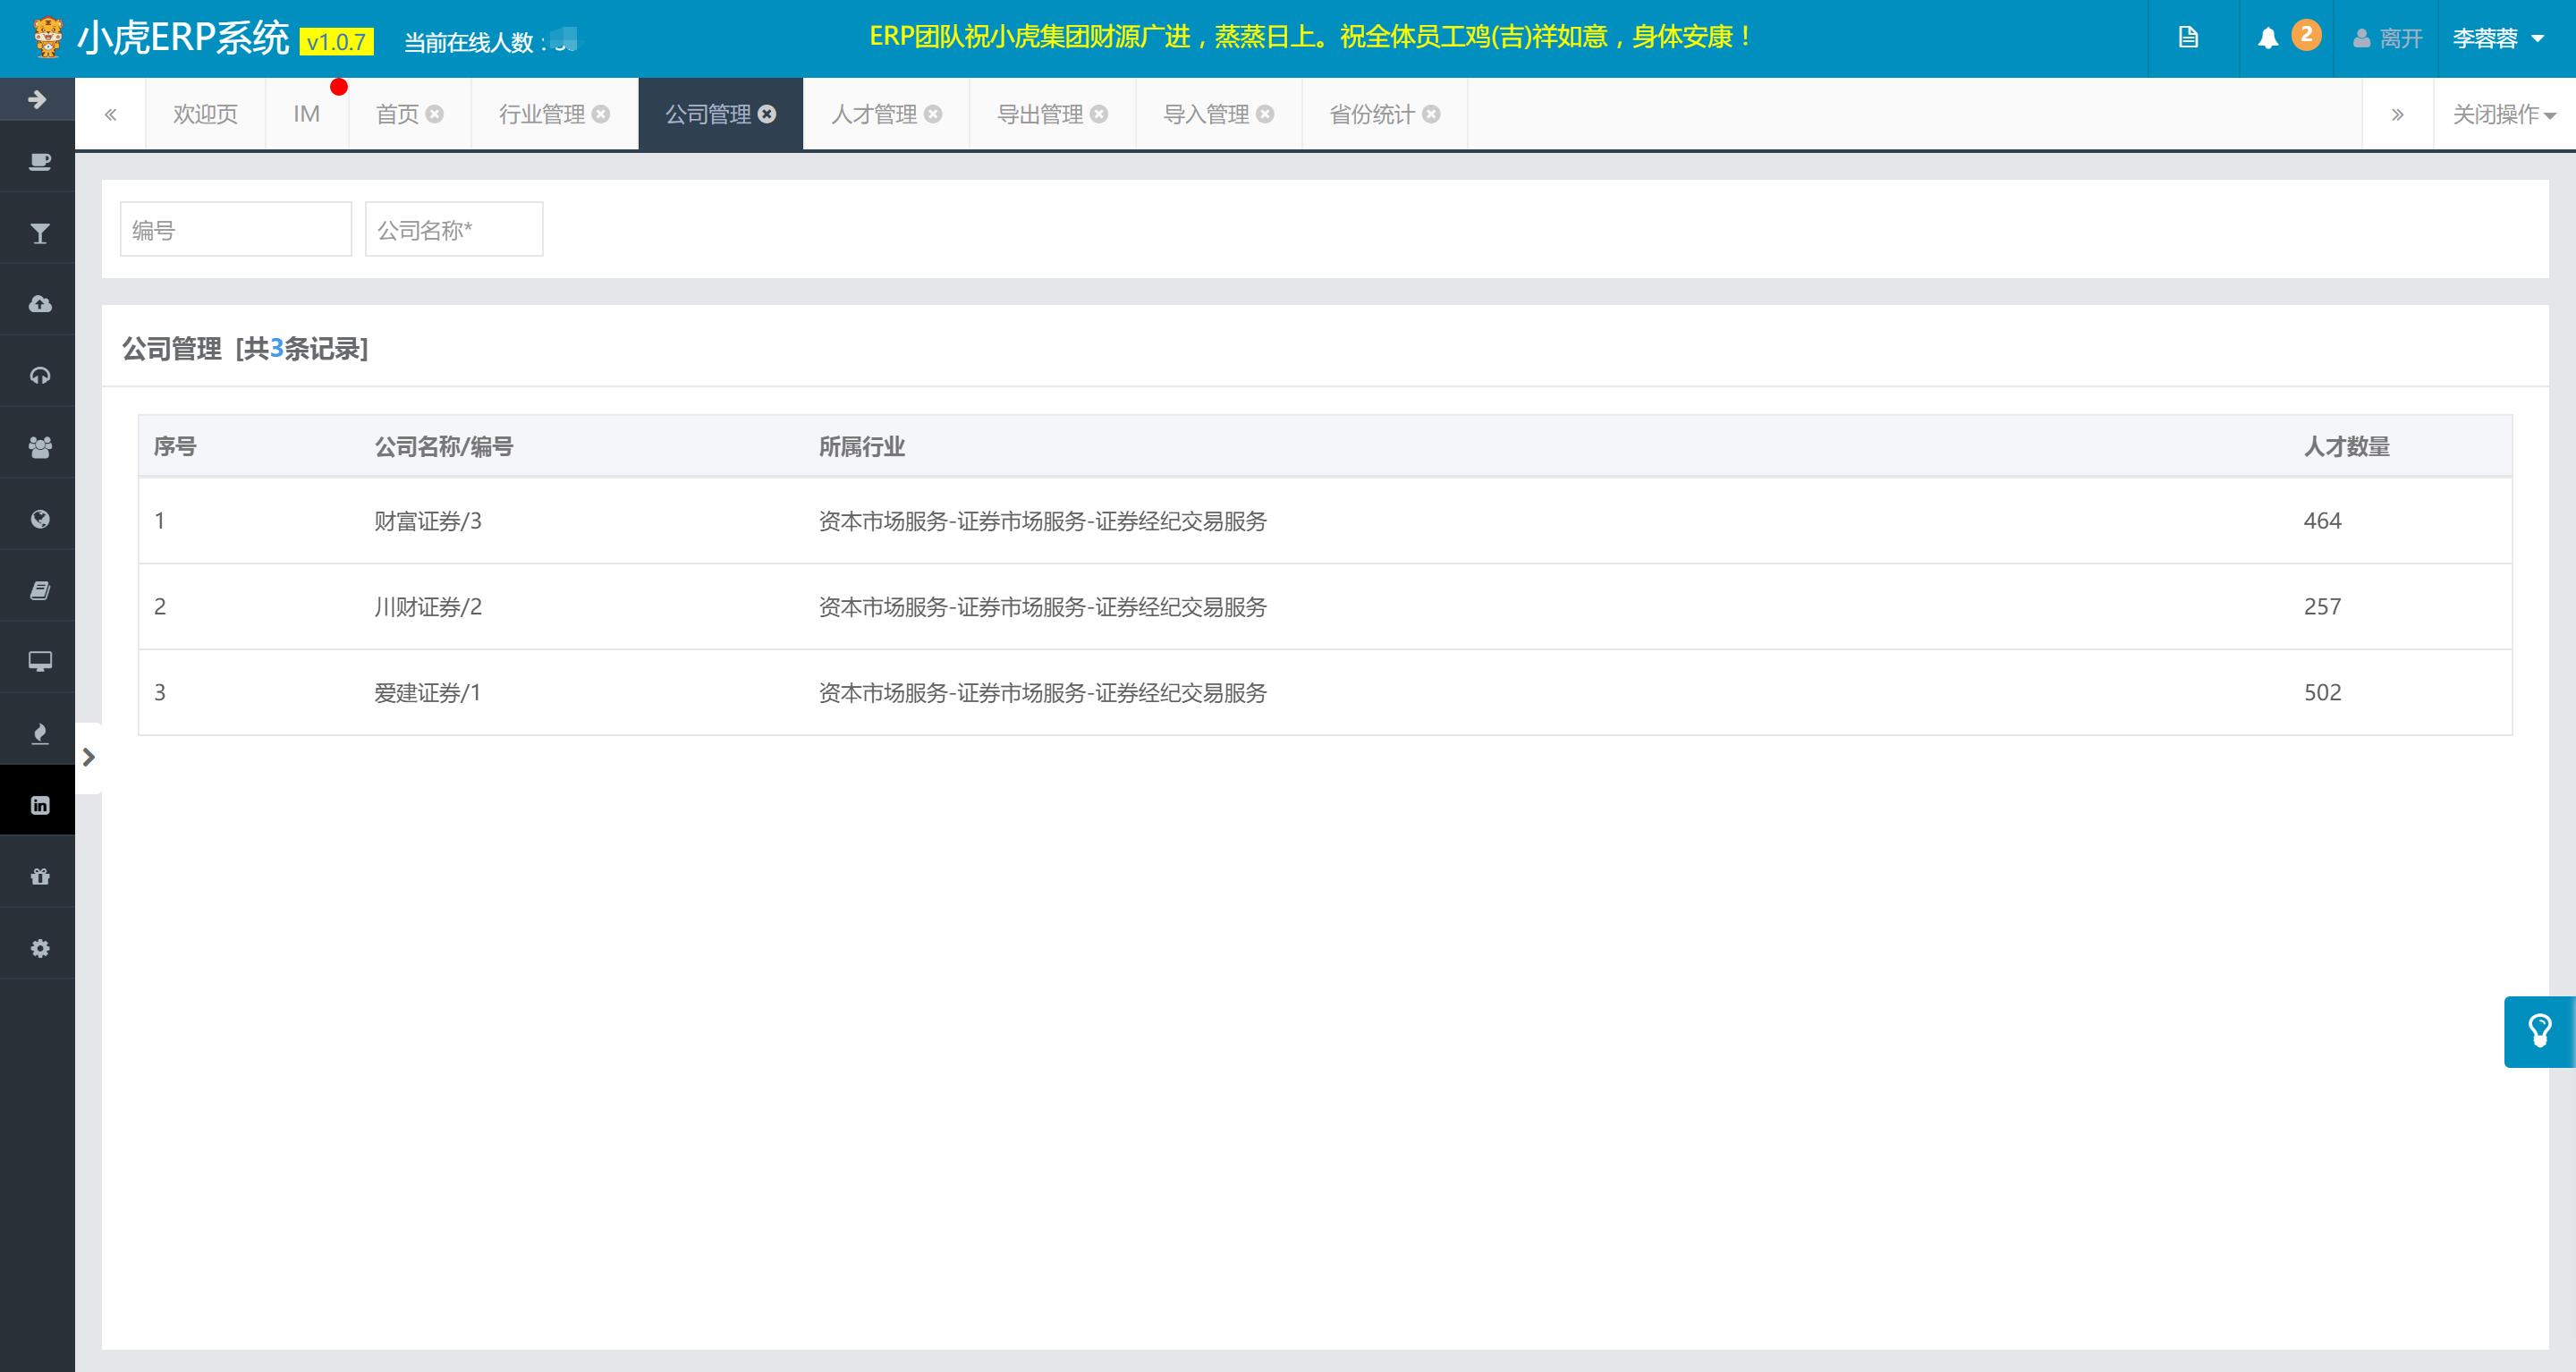 小虎ERP系统 v1.0.7 当前在线人数： ERP团队祝小虎集团财源广进，蒸蒸日上。祝全体员工鸡(吉)祥如意，身体安康！ 2 离开 李蓉蓉
« 欢迎页 IM 首页 行业管理 公司管理 人才管理 导出管理 导入管理 省份统计 » 关闭操作
编号 公司名称*
公司管理 [共3条记录]
序号 公司名称/编号 所属行业 人才数量
1 财富证券/3 资本市场服务-证券市场服务-证券经纪交易服务 464
2 川财证券/2 资本市场服务-证券市场服务-证券经纪交易服务 257
3 爱建证券/1 资本市场服务-证券市场服务-证券经纪交易服务 502
in